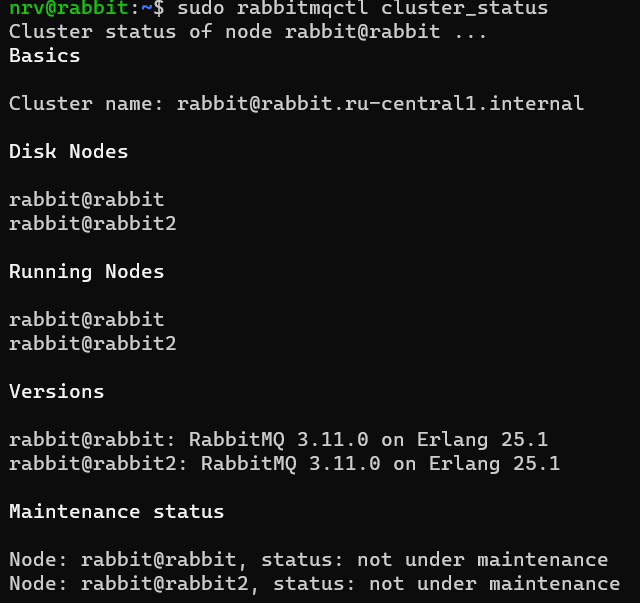 nrv@rabbit:~$ sudo rabbitmqctl cluster_status
Cluster status of node rabbit@rabbit ...
Basics
Cluster name: rabbit@rabbit.ru-central1.internal
Disk Nodes
rabbit@rabbit
rabbit@rabbit2
Running Nodes
rabbit@rabbit
rabbit@rabbit2
Versions
rabbit@rabbit: RabbitMQ 3.11.0 on Erlang 25.1
rabbit@rabbit2: RabbitMQ 3.11.0 on Erlang 25.1
Maintenance status
Node: rabbit@rabbit, status: not under maintenance
Node: rabbit@rabbit2, status: not under maintenance